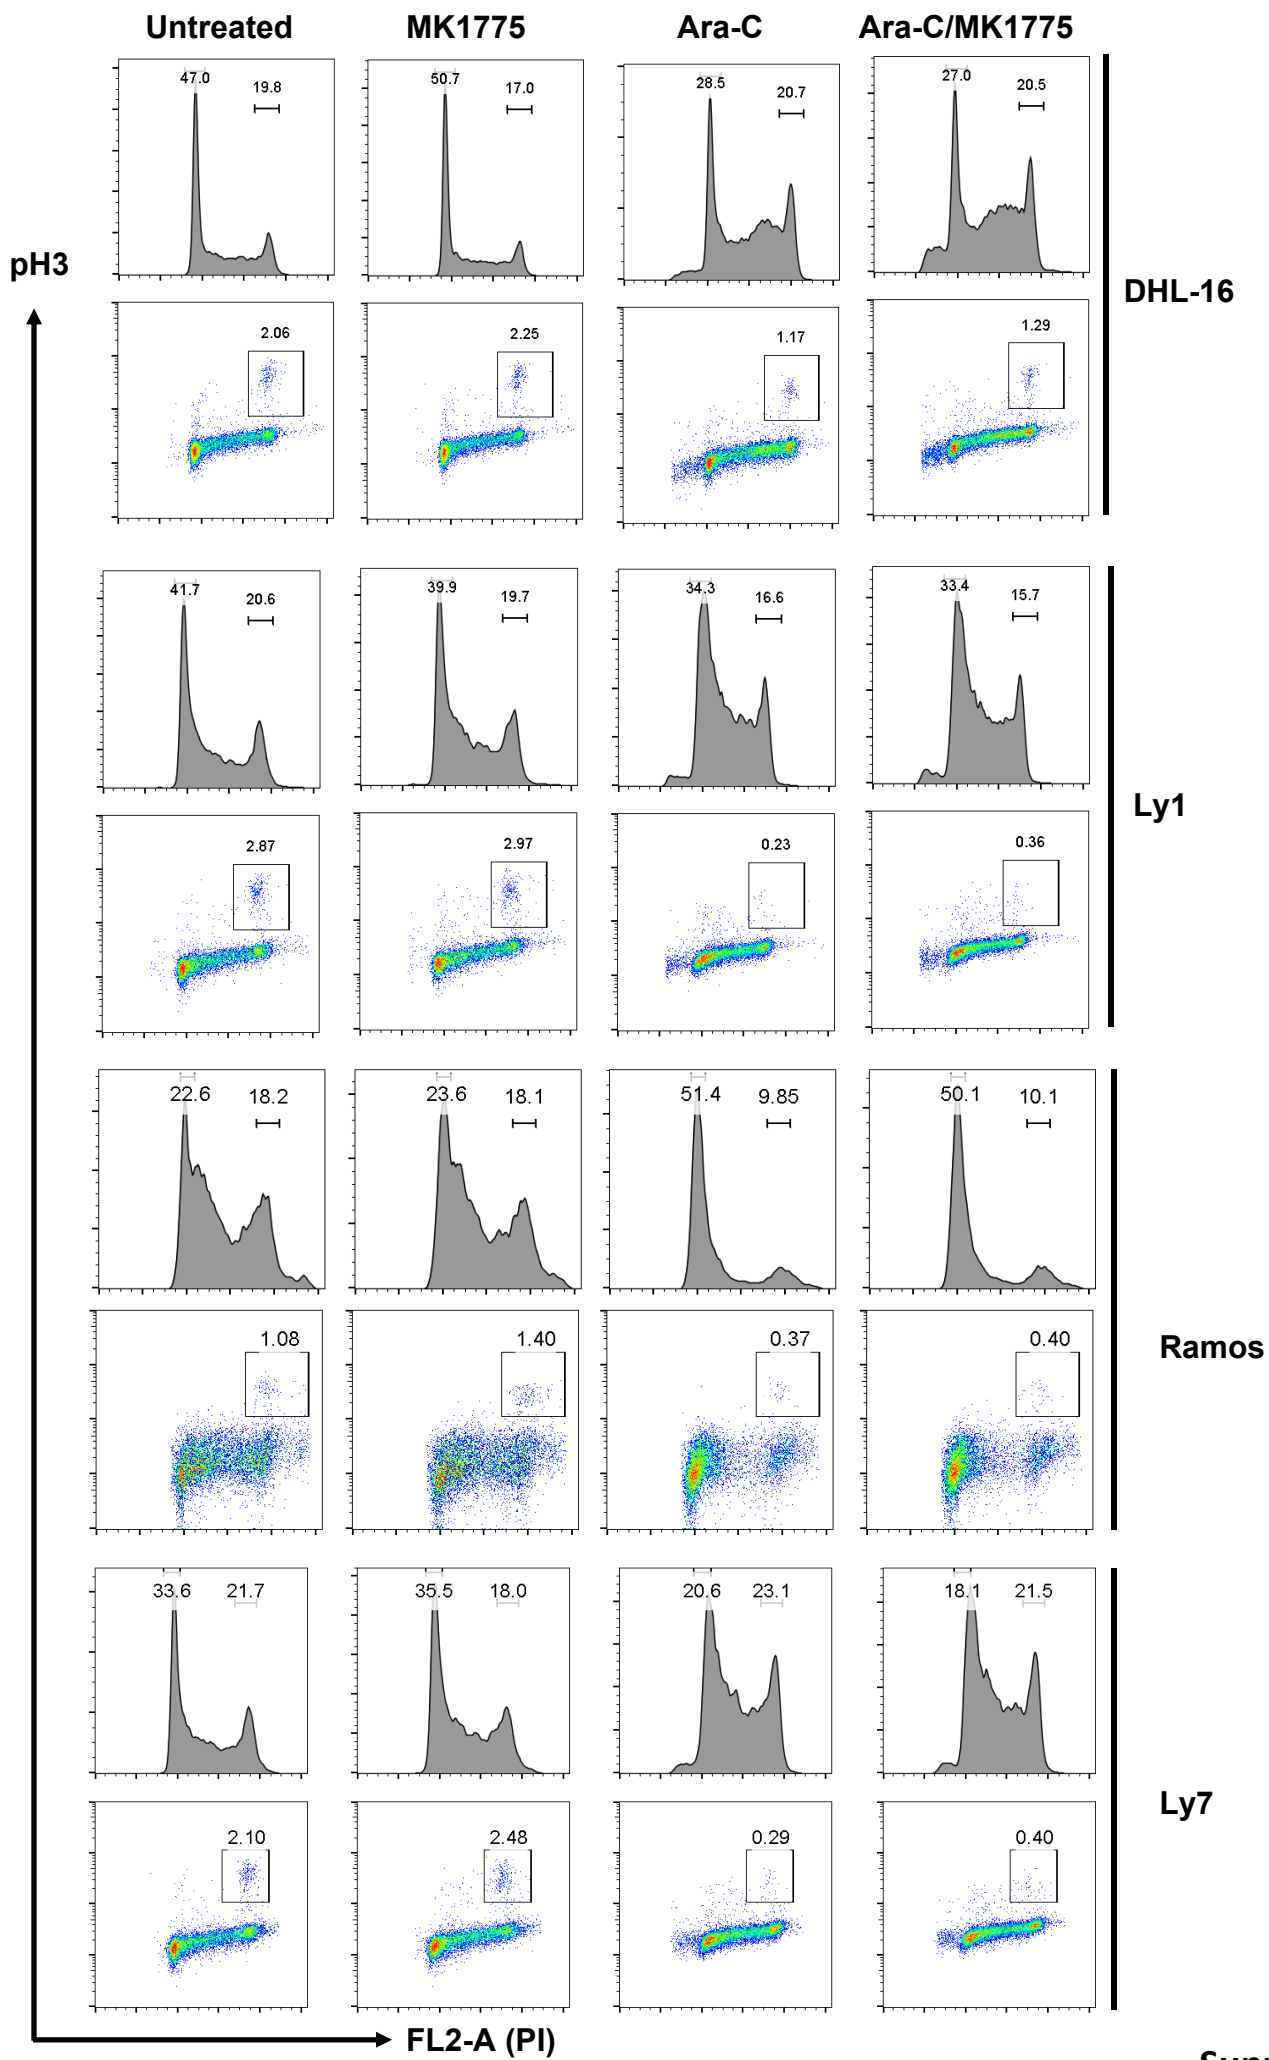 Untreated MK1775 Ara-C Ara-C/MK1775
47.0 19.8 50.7 17.0 28.5 20.7 27.0 20.5
pH3
DHL-16
2.06 2.25 1.17 1.29
41.7 20.6 39.9 19.7 34.3 16.6 33.4 15.7
Ly1
2.87 2.97 0.23 0.36
22.6 18.2 23.6 18.1 51.4 9.85 50.1 10.1
1.08 1.40 0.37 0.40
Ramos
33.6 21.7 35.5 18.0 20.6 23.1 18.1 21.5
Ly7
2.10 2.48 0.29 0.40
FL2-A (PI)